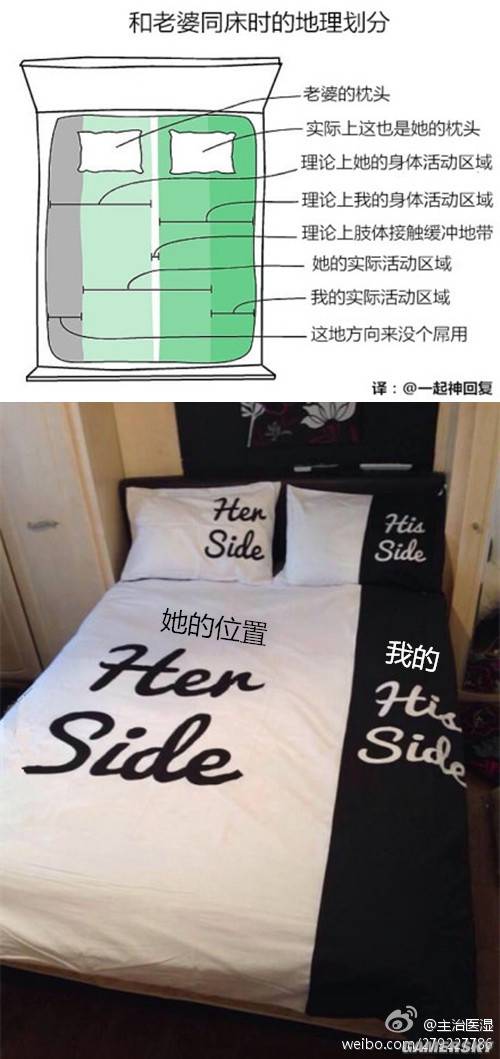 和老婆同床时的地理划分
老婆的枕头
实际上这也是她的枕头
理论上她的身体活动区域
理论上我的身体活动区域
理论上肢体接触缓冲地带
她的实际活动区域
我的实际活动区域
这地方向来没个屌用
译：@一起神回复
Her
Side
His
Side
她的位置
Her
Side
我的
His
Side
@主治医湿
weibo.com/279227786